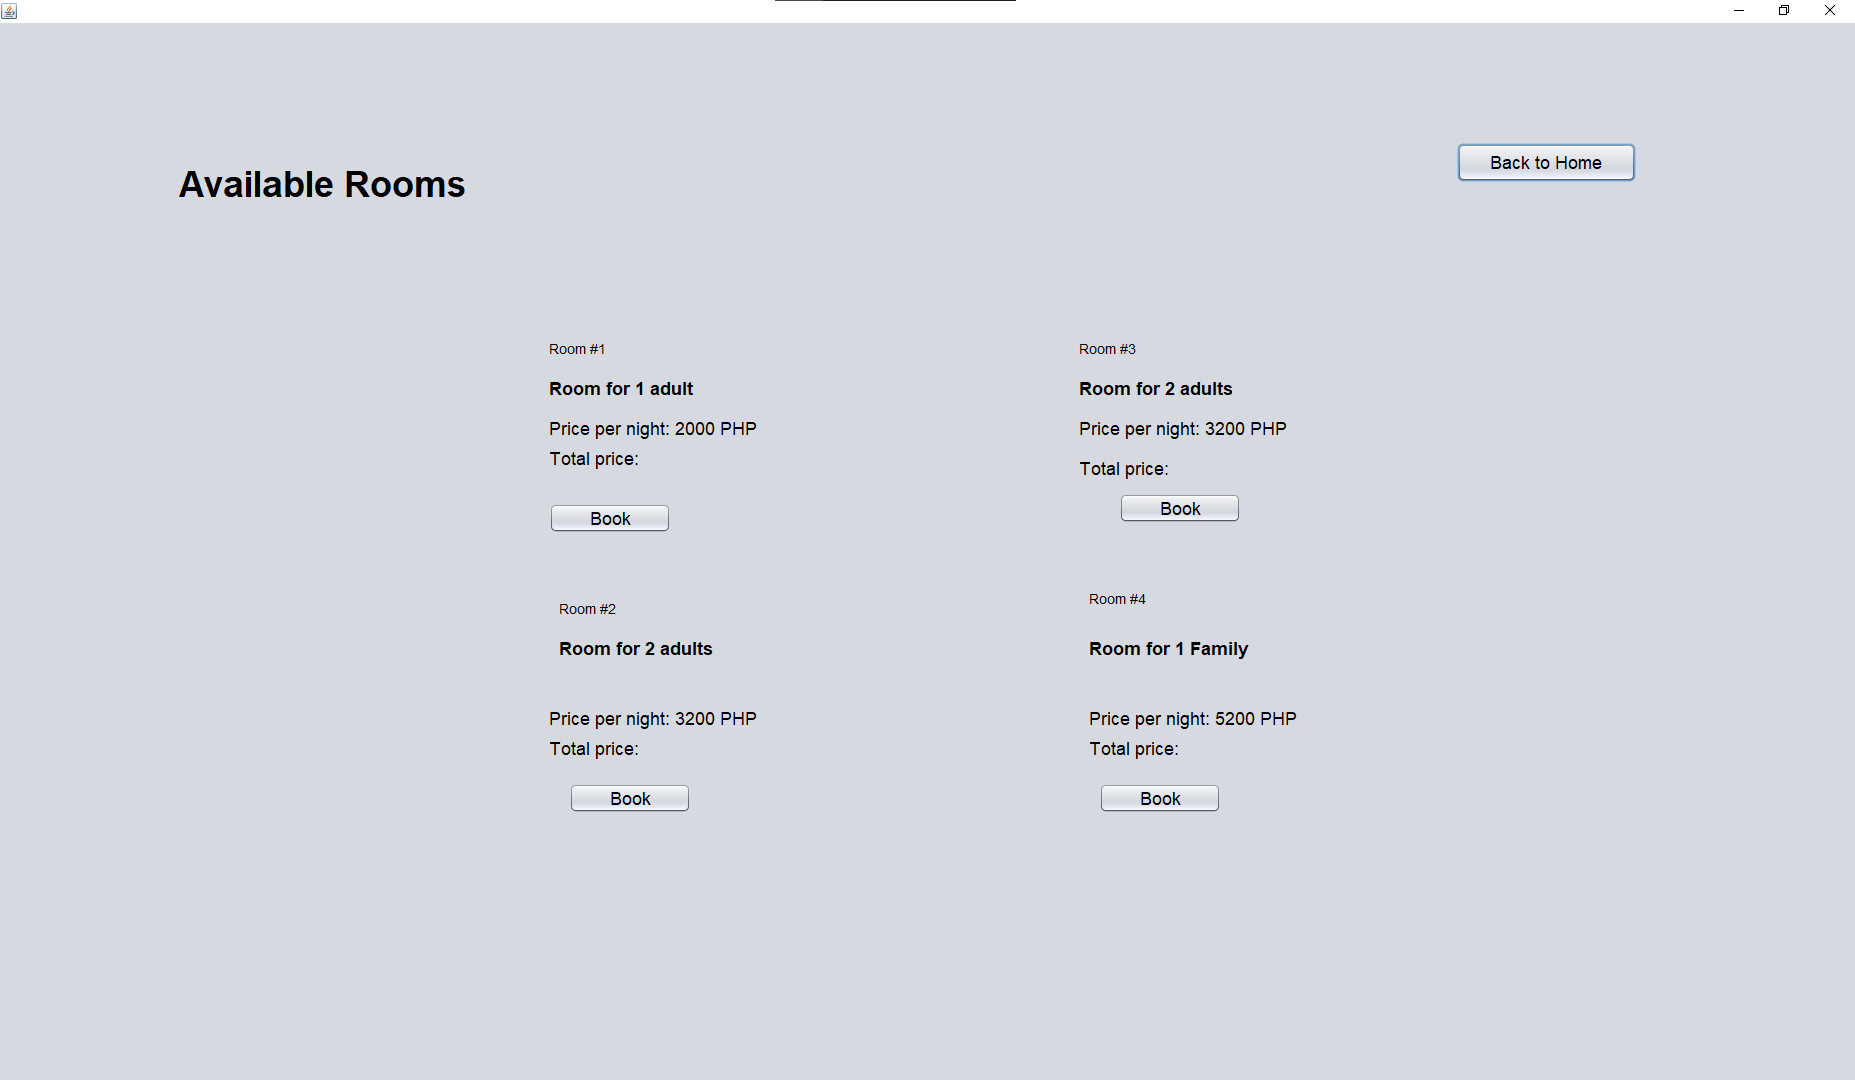 Available Rooms
Back to Home
Room #1
Room for 1 adult
Price per night: 2000 PHP
Total price:
Book
Room #3
Room for 2 adults
Price per night: 3200 PHP
Total price:
Book
Room #2
Room for 2 adults
Price per night: 3200 PHP
Total price:
Book
Room #4
Room for 1 Family
Price per night: 5200 PHP
Total price:
Book